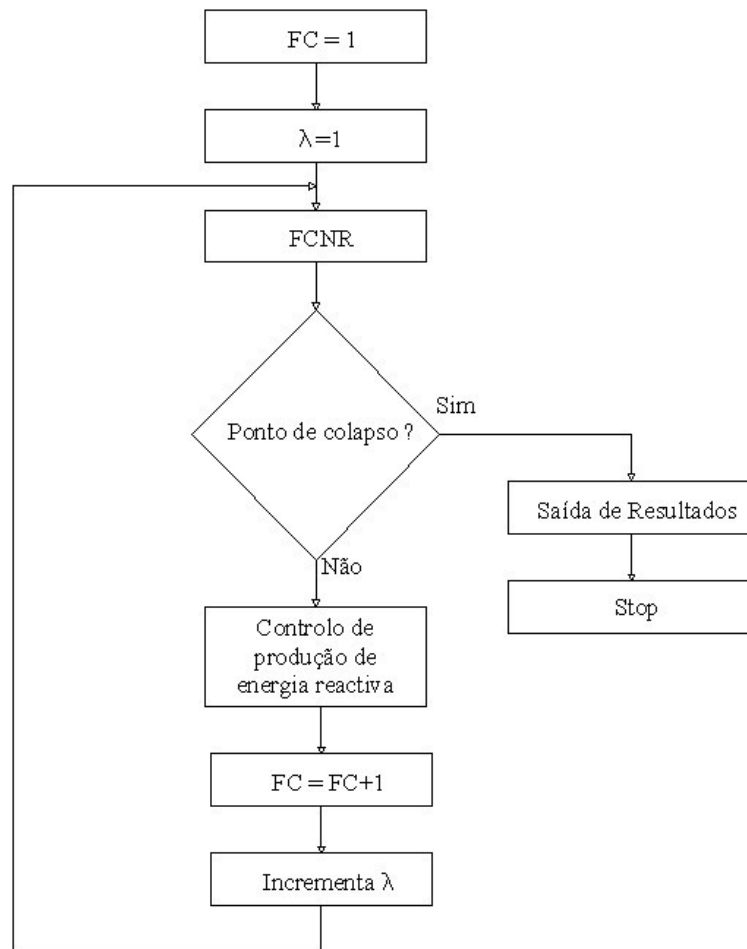 FC = 1
λ=1
FCNR
Ponto de colapso ?
Sim
Não
Saída de Resultados
Stop
Controlo de
produção de
energia reactiva
FC = FC+1
Incrementa λ